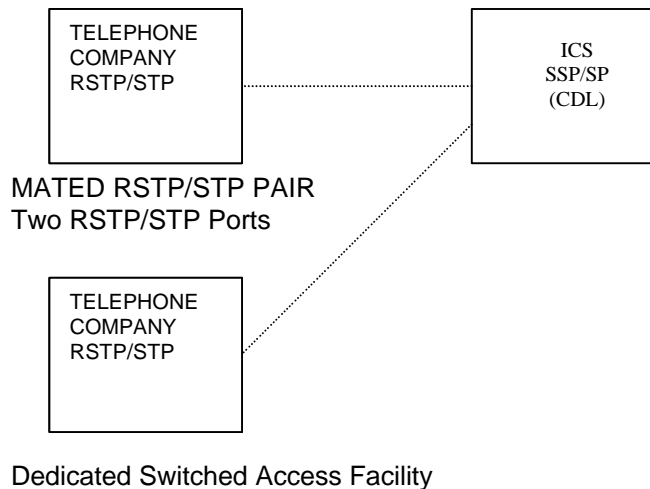 TELEPHONE
COMPANY
RSTP/STP
ICS
SSP/SP
(CDL)
MATED RSTP/STP PAIR
Two RSTP/STP Ports
TELEPHONE
COMPANY
RSTP/STP
Dedicated Switched Access Facility